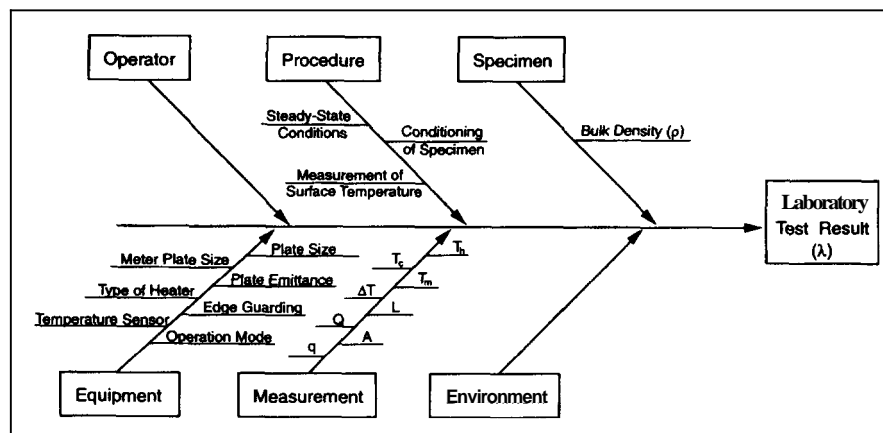 Operator
Procedure
Specimen
Steady-State
Conditions
Conditioning
of Specimen
Bulk Density (ρ)
Measurement of
Surface Temperature
Laboratory
Test Result
(λ)
Plate Size
Meter Plate Size
Plate Emittance
Type of Heater
Edge Guarding
Temperature Sensor
Operation Mode
T_h
T_c
T_m
ΔT
L
Q
A
q
Equipment
Measurement
Environment